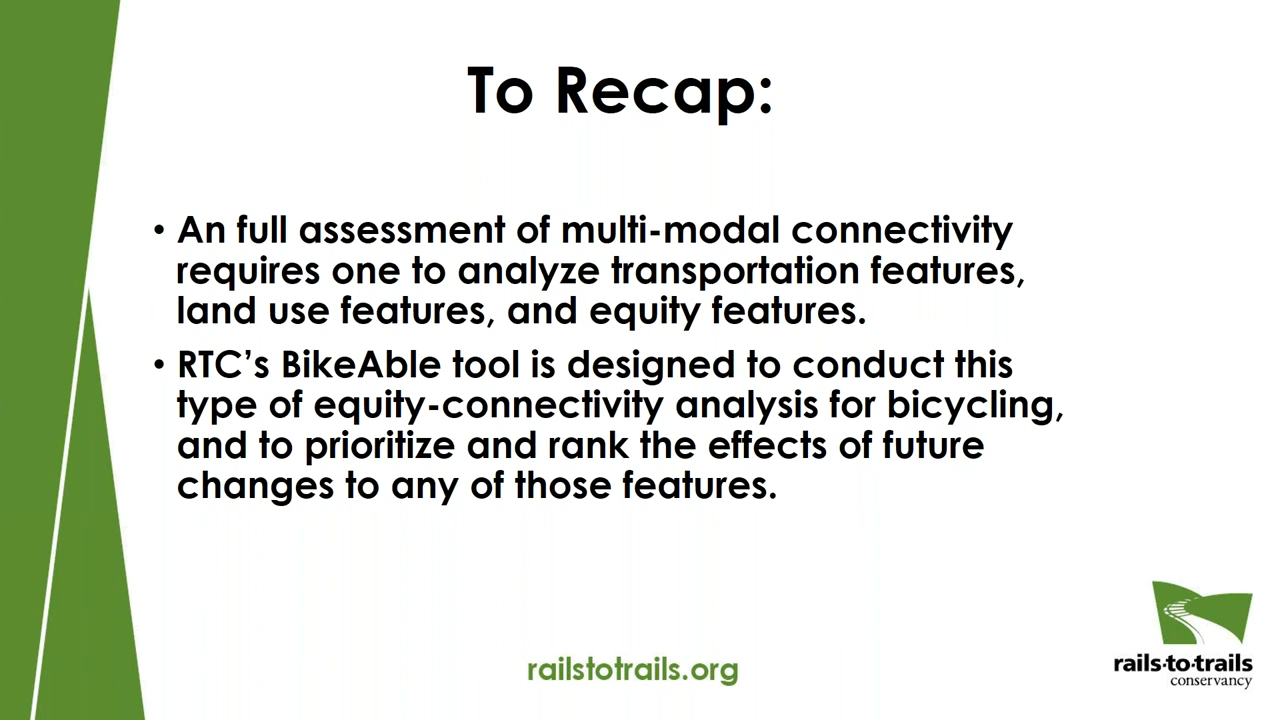 To Recap:
• An full assessment of multi-modal connectivity
requires one to analyze transportation features,
land use features, and equity features.
• RTC’s BikeAble tool is designed to conduct this
type of equity-connectivity analysis for bicycling,
and to prioritize and rank the effects of future
changes to any of those features.
railstotrails.org
rails·to·trails
conservancy